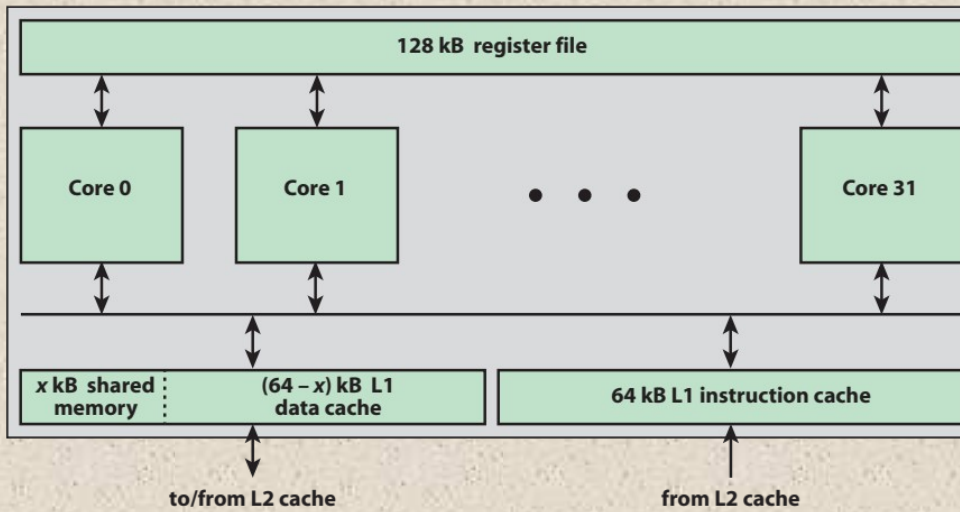 128 kB register file
Core 0
Core 1
Core 31
x kB shared
memory
(64 – x) kB L1
data cache
64 kB L1 instruction cache
to/from L2 cache
from L2 cache